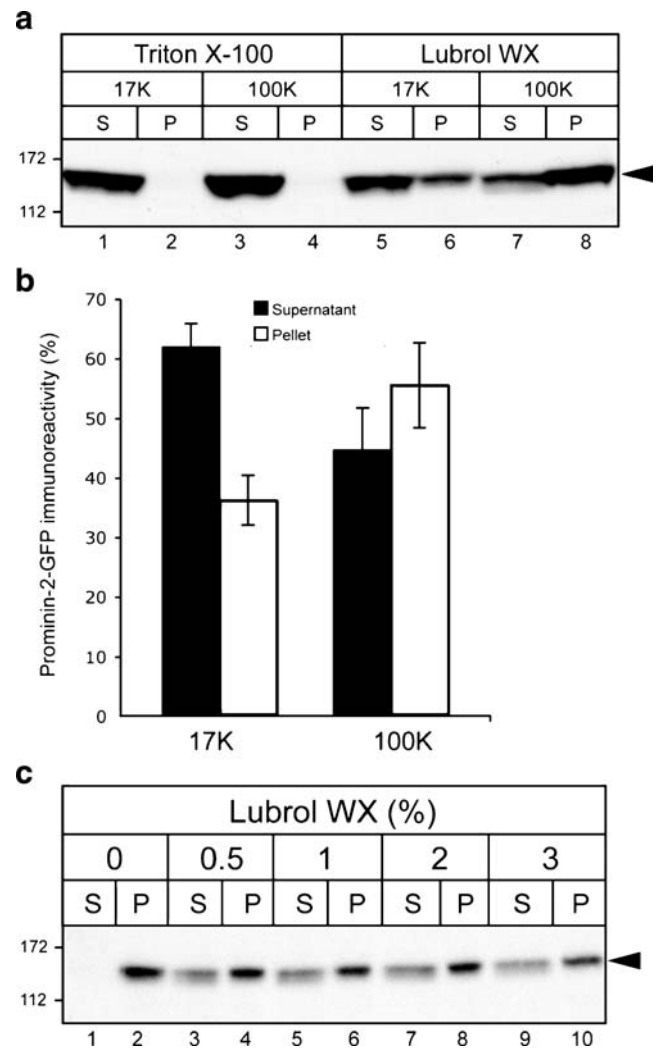 a
Triton X-100 Lubrol WX
17K 100K 17K 100K
S P S P S P S P
172
112
1 2 3 4 5 6 7 8
b
Prominin-2-GFP immunoreactivity (%)
70
60
50
40
30
20
10
0
Supernatant
Pellet
17K 100K
c
Lubrol WX (%)
0 0.5 1 2 3
S P S P S P S P S P
172
112
1 2 3 4 5 6 7 8 9 10